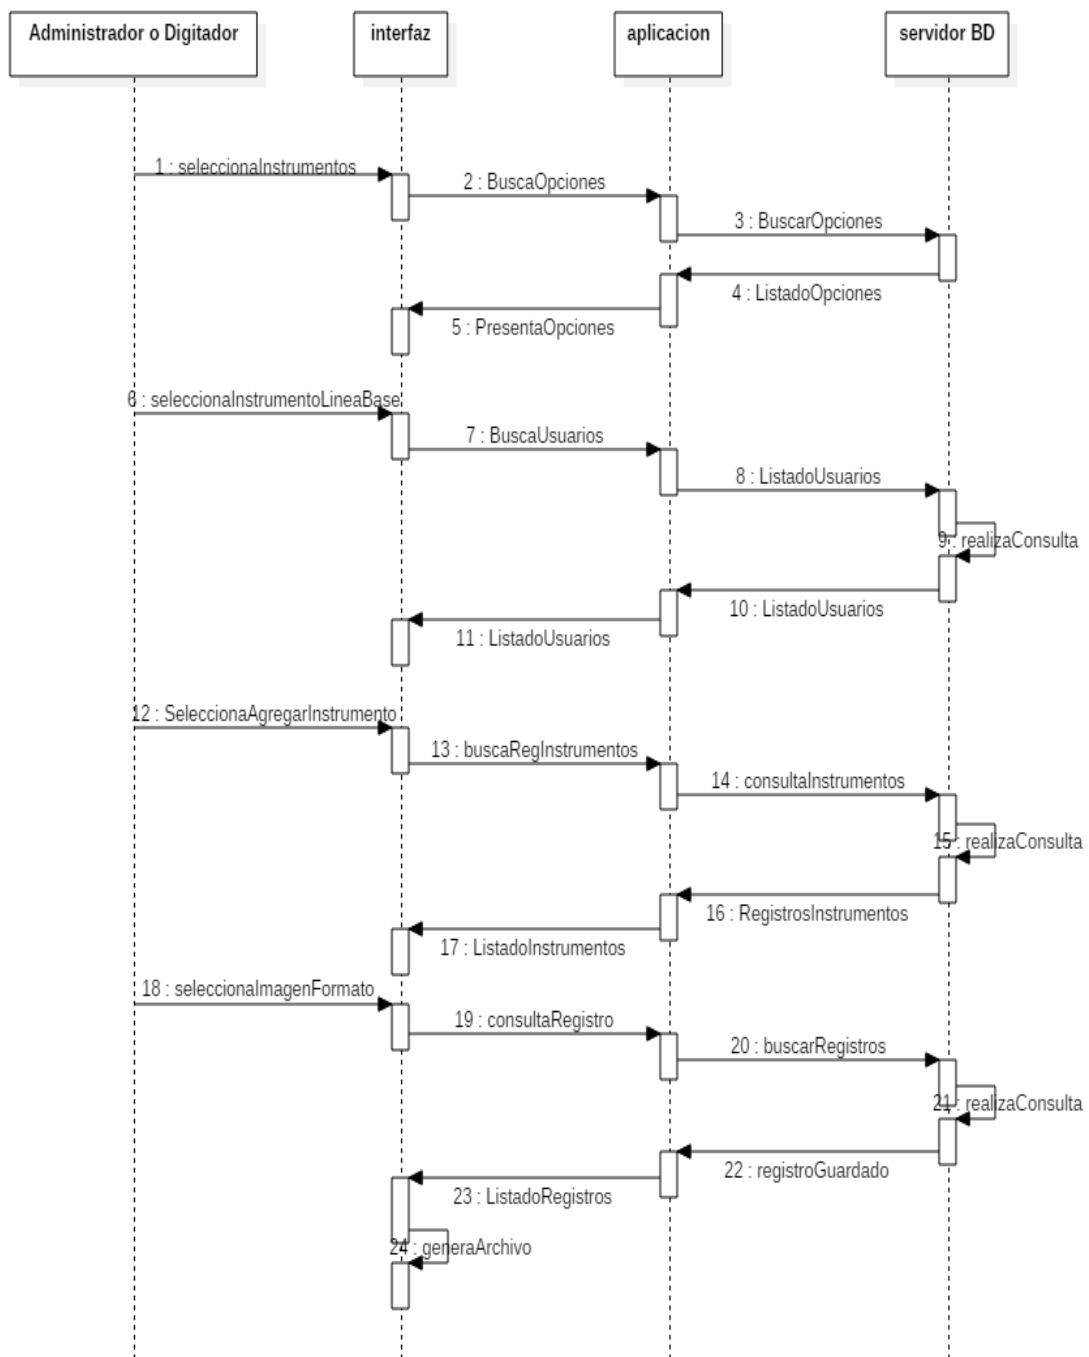 Administrador o Digitador
interfaz
aplicacion
servidor BD
1 : seleccionaInstrumentos
2 : BuscaOpciones
3 : BuscarOpciones
4 : ListadoOpciones
5 : PresentaOpciones
6 : seleccionaInstrumentoLineaBase
7 : BuscaUsuarios
8 : ListadoUsuarios
9 : realizaConsulta
10 : ListadoUsuarios
11 : ListadoUsuarios
12 : SeleccionaAgregarInstrumento
13 : buscaRegInstrumentos
14 : consultaInstrumentos
15 : realizaConsulta
16 : RegistrosInstrumentos
17 : ListadoInstrumentos
18 : seleccionaImagenFormato
19 : consultaRegistro
20 : buscarRegistros
21 : realizaConsulta
22 : registroGuardado
23 : ListadoRegistros
24 : generaArchivo